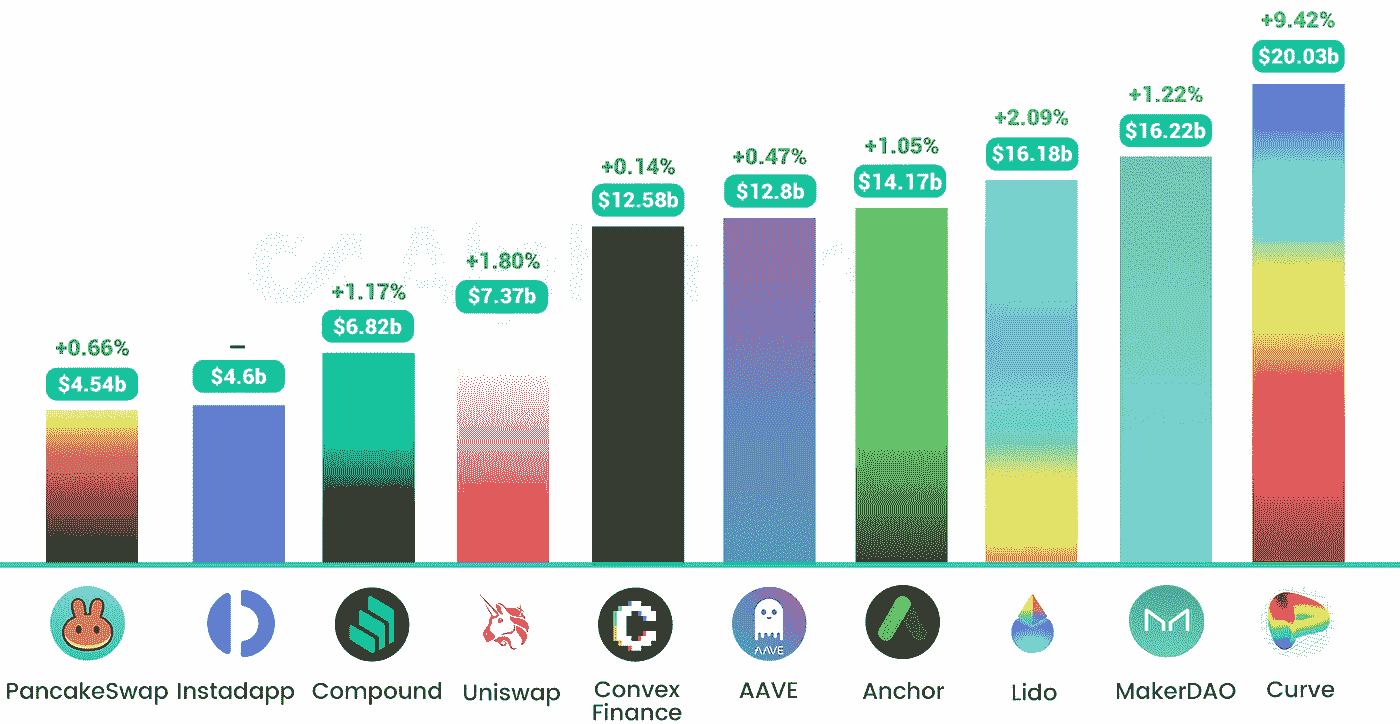 +9.42%
$20.03b
+1.22%
$16.22b
+2.09%
$16.18b
+1.05%
$14.17b
+0.47%
$12.8b
+0.14%
$12.58b
+1.80%
$7.37b
+1.17%
$6.82b
–
$4.6b
+0.66%
$4.54b
C
AAVE
PancakeSwap Instadapp Compound Uniswap Convex Finance AAVE Anchor Lido MakerDAO Curve